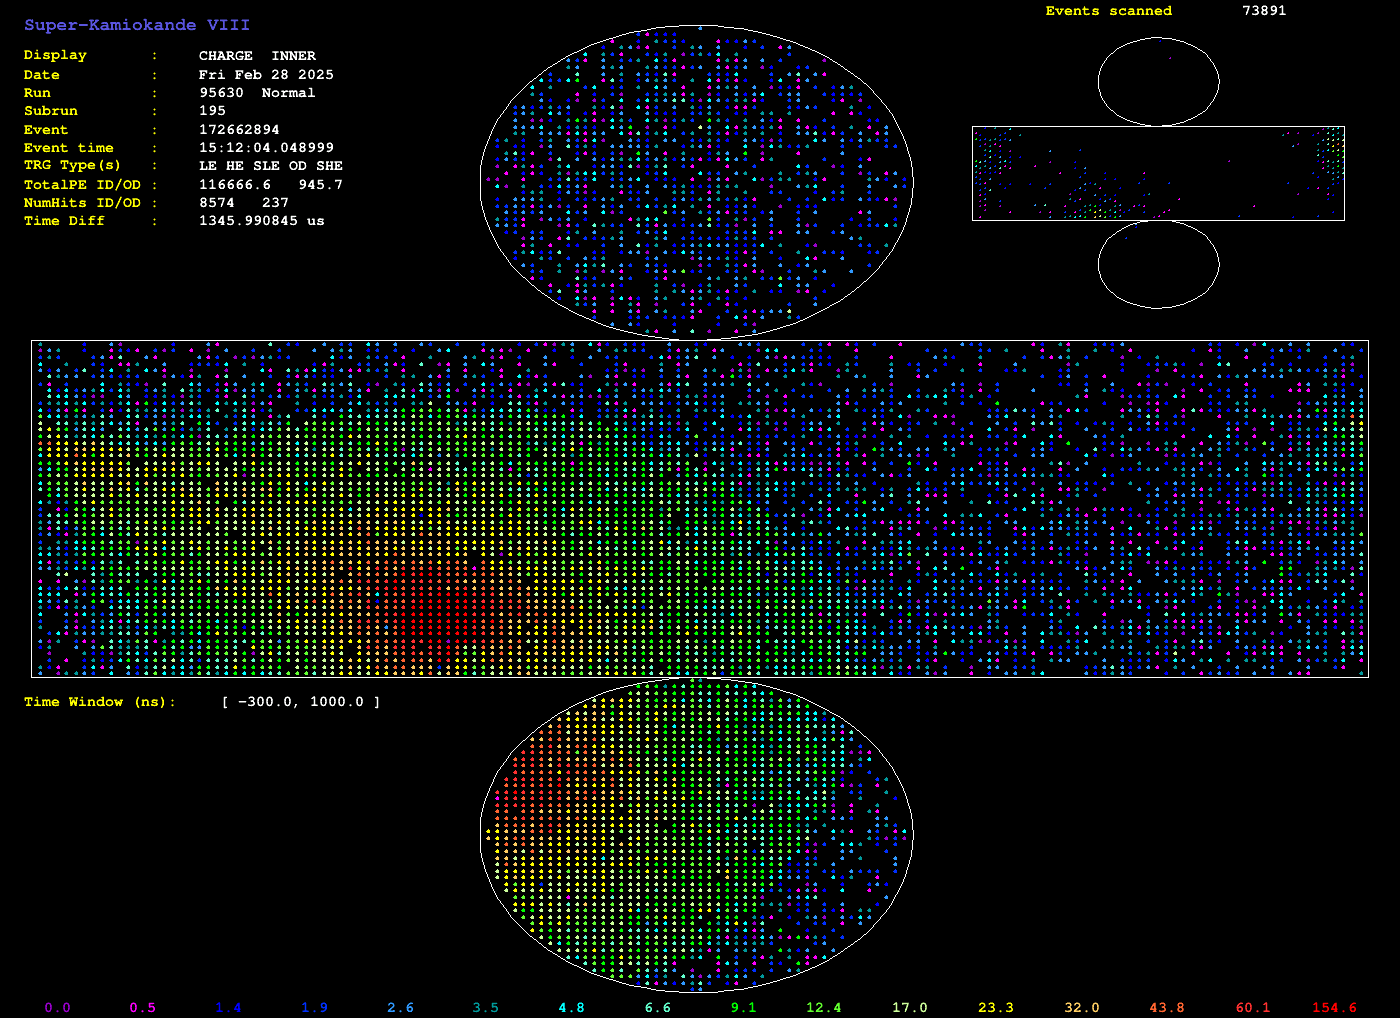 Super-Kamiokande VIII
Display : CHARGE INNER
Date : Fri Feb 28 2025
Run : 95630 Normal
Subrun : 195
Event : 172662894
Event time : 15:12:04.048999
TRG Type(s) : LE HE SLE OD SHE
TotalPE ID/OD : 116666.6 945.7
NumHits ID/OD : 8574 237
Time Diff : 1345.990845 us
Events scanned 73891
Time Window (ns): [ -300.0, 1000.0 ]
0.0 0.5 1.4 1.9 2.6 3.5 4.8 6.6 9.1 12.4 17.0 23.3 32.0 43.8 60.1 154.6